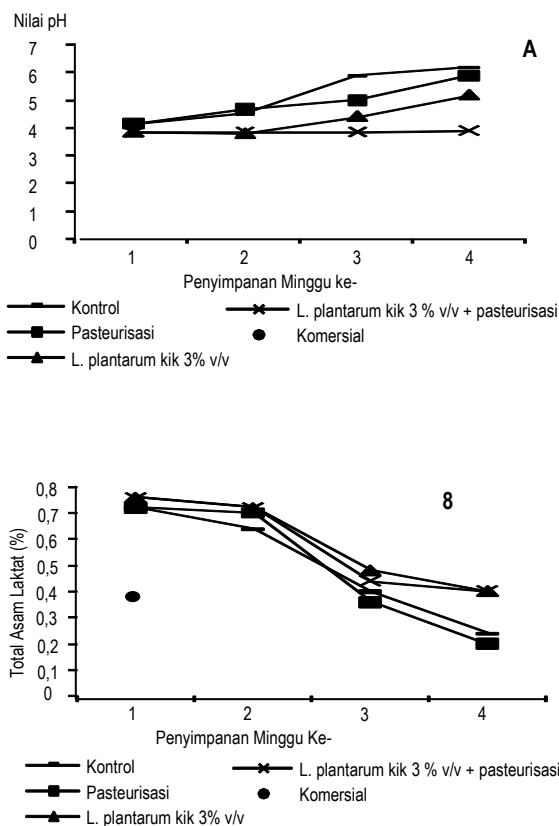 Nilai pH
A
7
6
5
4
3
2
1
0
1 2 3 4
Penyimpanan Minggu ke-
Kontrol
L. plantarum kik 3 % v/v + pasteurisasi
Pasteurisasi
Komersial
L. plantarum kik 3% v/v
8
Total Asam Laktat (%)
0,8
0,7
0,6
0,5
0,4
0,3
0,2
0,1
0
1 2 3 4
Penyimpanan Minggu Ke-
Kontrol
L. plantarum kik 3 % v/v + pasteurisasi
Pasteurisasi
Komersial
L. plantarum kik 3% v/v